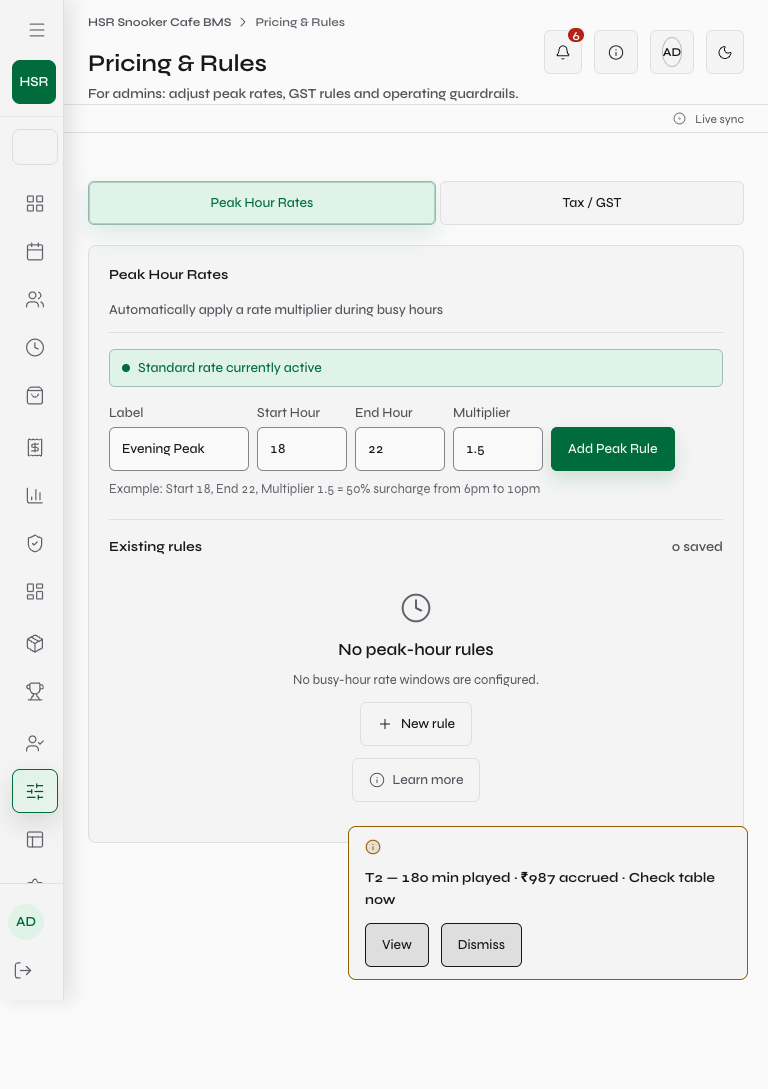 HSR Snooker Cafe BMS > Pricing & Rules
6
HSR
AD
Pricing & Rules
For admins: adjust peak rates, GST rules and operating guardrails.
Live sync
Peak Hour Rates
Tax / GST
Peak Hour Rates
Automatically apply a rate multiplier during busy hours
Standard rate currently active
Label Start Hour End Hour Multiplier
Evening Peak 18 22 1.5 Add Peak Rule
Example: Start 18, End 22, Multiplier 1.5 = 50% surcharge from 6pm to 10pm
Existing rules
0 saved
No peak-hour rules
No busy-hour rate windows are configured.
New rule
Learn more
T2 — 180 min played · ₹987 accrued · Check table
now
View Dismiss
AD